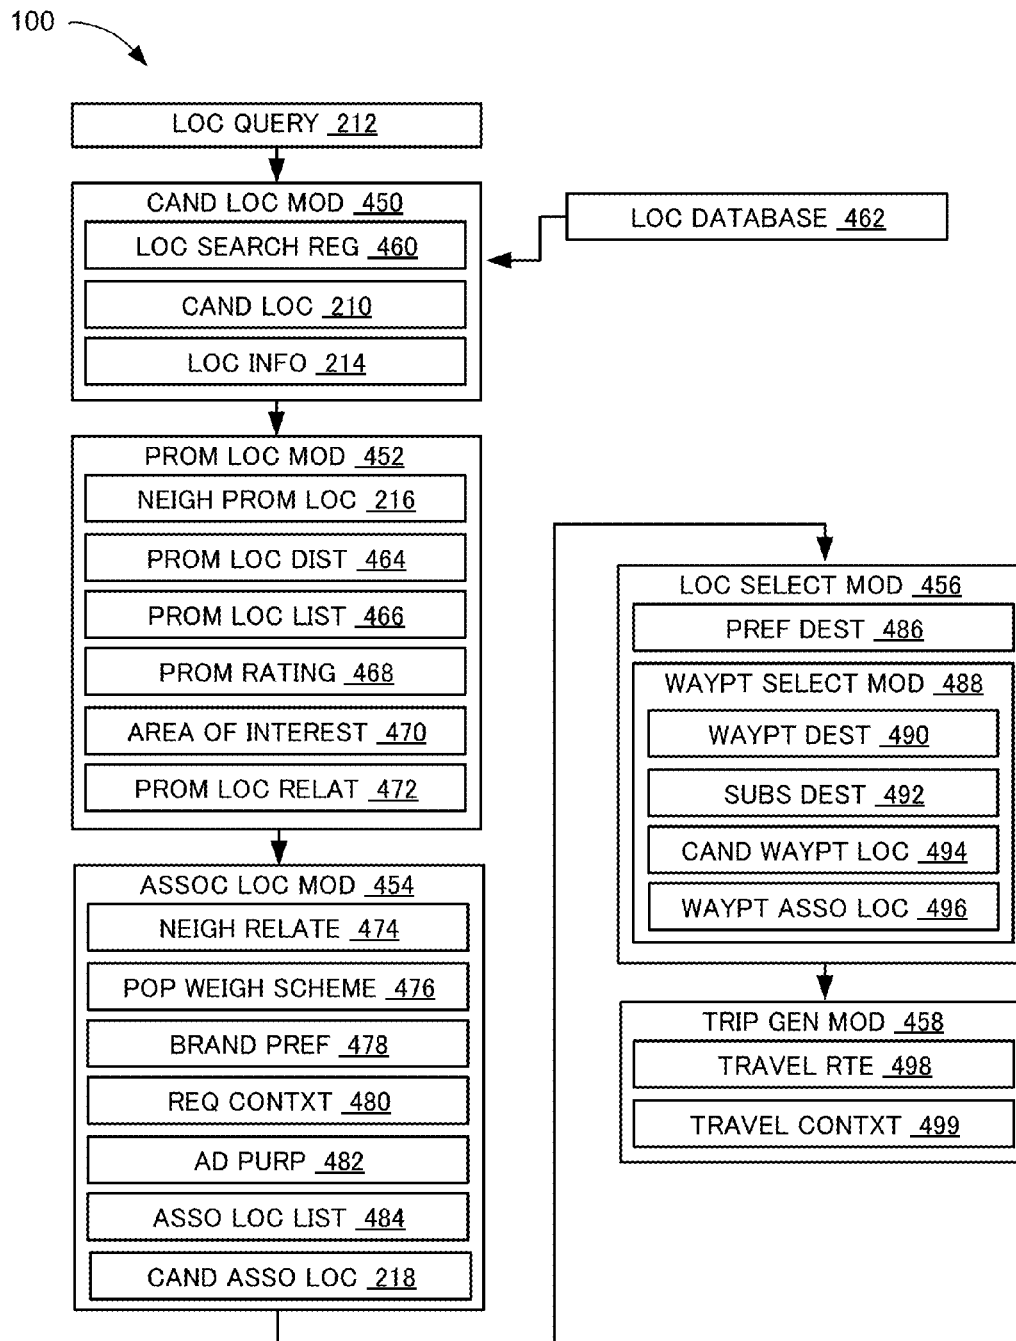 100
LOC QUERY 212
CAND LOC MOD 450
LOC SEARCH REG 460
CAND LOC 210
LOC INFO 214
LOC DATABASE 462
PROM LOC MOD 452
NEIGH PROM LOC 216
PROM LOC DIST 464
PROM LOC LIST 466
PROM RATING 468
AREA OF INTEREST 470
PROM LOC RELAT 472
ASSOC LOC MOD 454
NEIGH RELATE 474
POP WEIGH SCHEME 476
BRAND PREF 478
REQ CONTXT 480
AD PURP 482
ASSO LOC LIST 484
CAND ASSO LOC 218
LOC SELECT MOD 456
PREF DEST 486
WAYPT SELECT MOD 488
WAYPT DEST 490
SUBS DEST 492
CAND WAYPT LOC 494
WAYPT ASSO LOC 496
TRIP GEN MOD 458
TRAVEL RTE 498
TRAVEL CONTXT 499